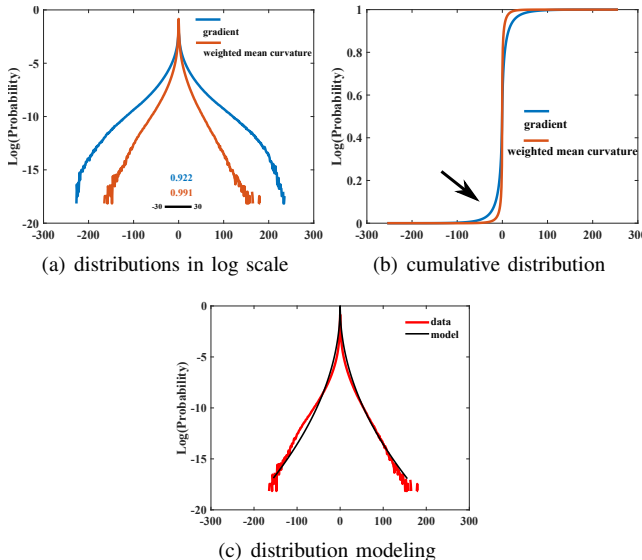 0
-5
-10
-15
-20
Log(Probability)
gradient
weighted mean curvature
0.922
0.991
-30 30
-300 -200 -100 0 100 200 300
(a) distributions in log scale
1
0.8
0.6
0.4
0.2
0
Log(Probability)
gradient
weighted mean curvature
-300 -200 -100 0 100 200 300
(b) cumulative distribution
0
-5
-10
-15
-20
Log(Probability)
data
model
-300 -200 -100 0 100 200 300
(c) distribution modeling